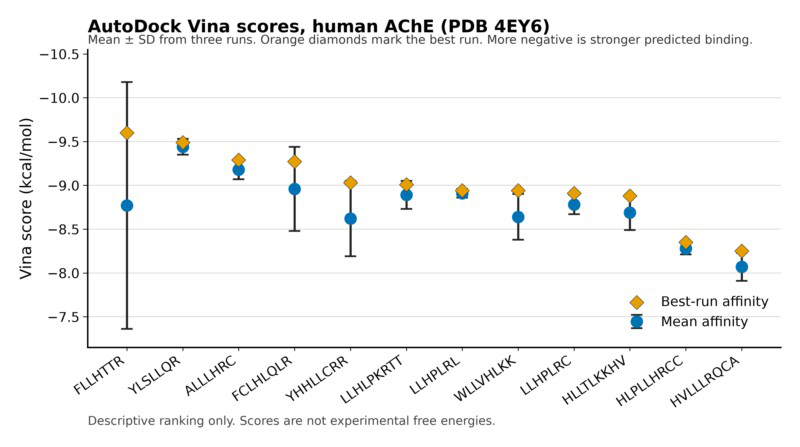 AutoDock Vina scores, human AChE (PDB 4EY6)
Mean ± SD from three runs. Orange diamonds mark the best run. More negative is stronger predicted binding.
Vina score (kcal/mol)
−10.5
−10.0
−9.5
−9.0
−8.5
−8.0
−7.5
Best-run affinity
Mean affinity
FLLHTTR
YLSLLQR
ALLLHRC
FCLHLQLR
YHHLLCRR
LLHLPKRTT
LLHPLRL
WLLVHLKK
LLHPLRC
HLLTLKKHV
HLPLLHRCC
HVLLLRQCA
Descriptive ranking only. Scores are not experimental free energies.